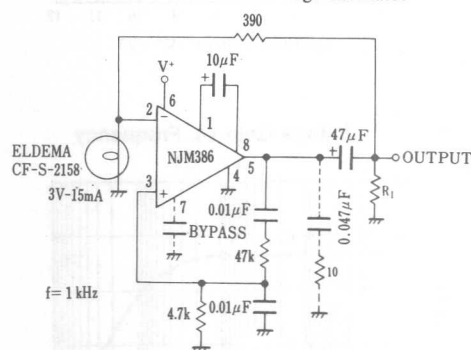 390
V+
10μF
+
6
2
−
1
8
NJM386
47μF
+
OUTPUT
ELDEMA
CF-S-2158
3V-15mA
3
+
4
5
7
BYPASS
0.01μF
0.047μF
R1
47k
10
f= 1 kHz
4.7k
0.01μF